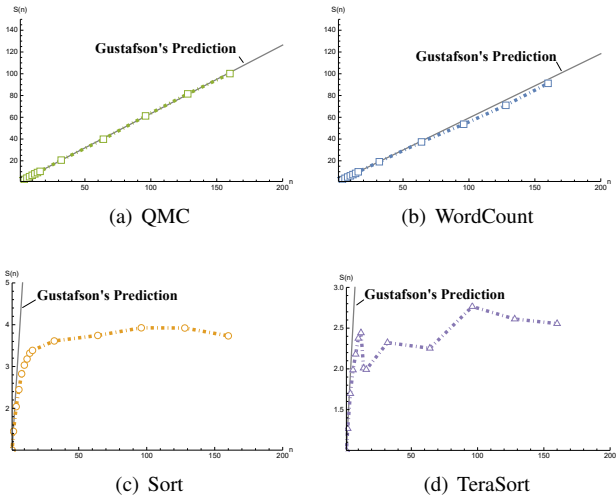 S(n)
140
120
100
80
60
40
20
50
100
150
200
n
Gustafson's Prediction
(a) QMC
S(n)
140
120
100
80
60
40
20
50
100
150
200
n
Gustafson's Prediction
(b) WordCount
S(n)
5
4
3
2
50
100
150
200
n
Gustafson's Prediction
(c) Sort
S(n)
3.0
2.5
2.0
1.5
50
100
150
200
n
Gustafson's Prediction
(d) TeraSort